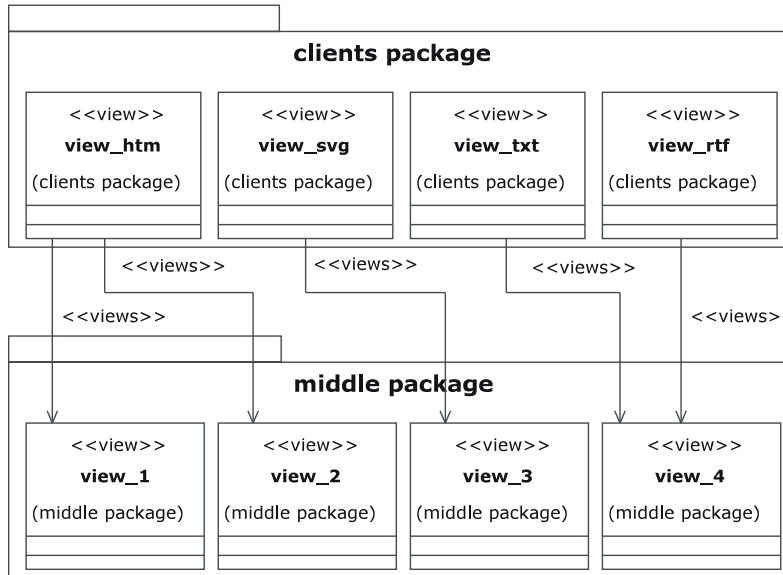 clients package
<<view>> <<view>> <<view>> <<view>>
view_htm view_svg view_txt view_rtf
(clients package) (clients package) (clients package) (clients package)
<<views>> <<views>> <<views>>
<<views>> <<views>
middle package
<<view>> <<view>> <<view>> <<view>>
view_1 view_2 view_3 view_4
(middle package) (middle package) (middle package) (middle package)